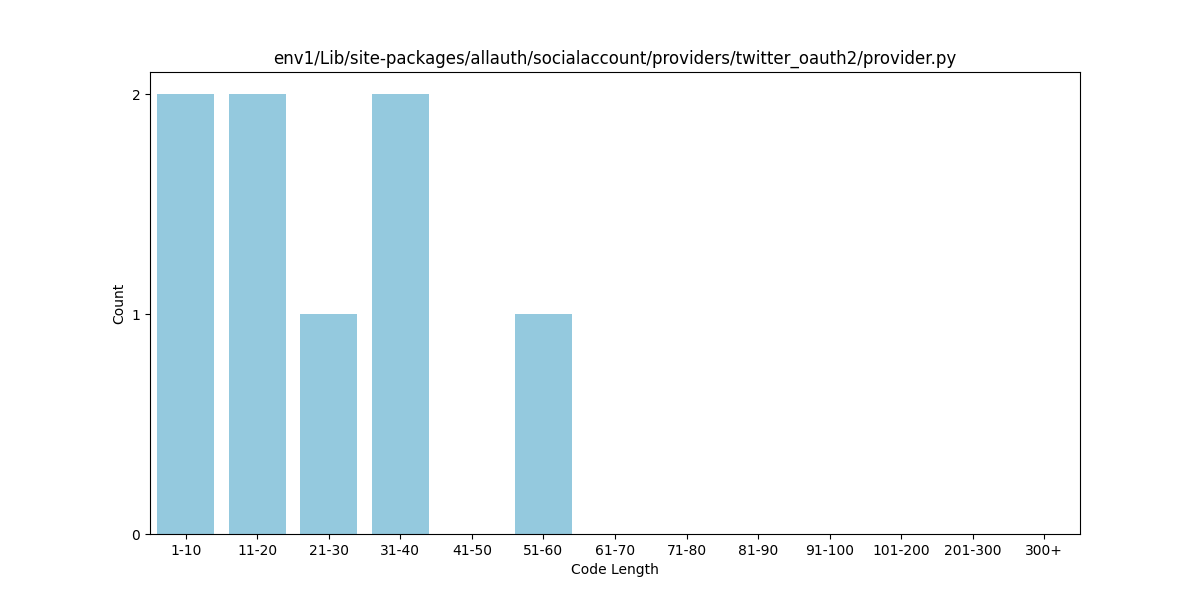 env1/Lib/site-packages/allauth/socialaccount/providers/twitter_oauth2/provider.py
2
1
0
Count
1-10 11-20 21-30 31-40 41-50 51-60 61-70 71-80 81-90 91-100 101-200 201-300 300+
Code Length